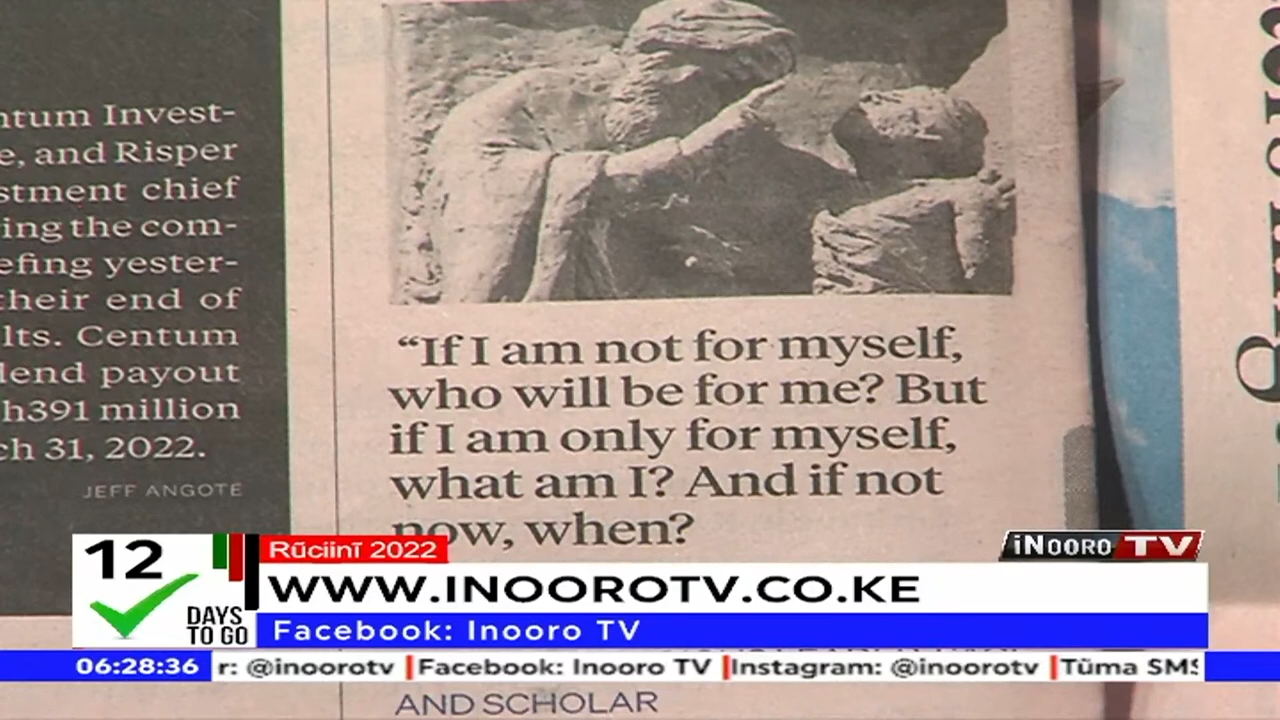 ntum Invest-
e, and Risper
stment chief
ing the com-
efing yester-
their end of
lts. Centum
lend payout
h391 million
ch 31, 2022.
JEFF ANGOTE
“If I am not for myself,
who will be for me? But
if I am only for myself,
what am I? And if not
now, when?
AND SCHOLAR
12
DAYS
TO GO
Rũciinĩ 2022
iNOORO TV
WWW.INOOROTV.CO.KE
Facebook: Inooro TV
06:28:36
r: @inoorotv |Facebook: Inooro TV |Instagram: @inoorotv |Tũma SMS